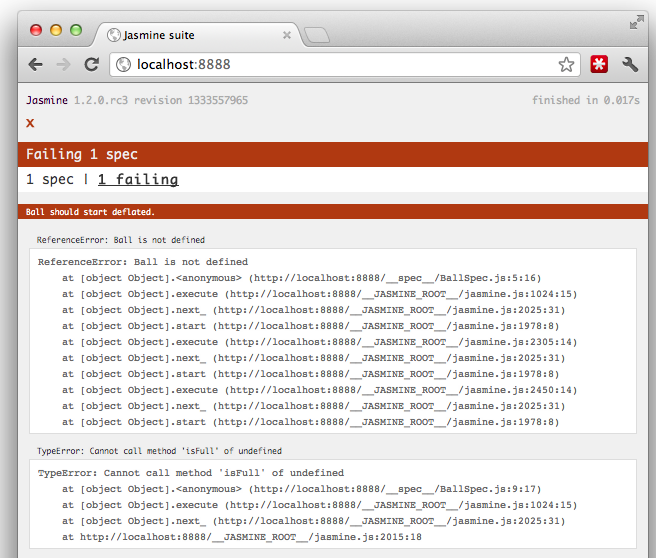 Jasmine suite
localhost:8888
Jasmine 1.2.0.rc3 revision 1333557965
finished in 0.017s
x
Failing 1 spec
1 spec | 1 failing
Ball should start deflated.
ReferenceError: Ball is not defined
ReferenceError: Ball is not defined
at [object Object].<anonymous> (http://localhost:8888/__spec__/BallSpec.js:5:16)
at [object Object].execute (http://localhost:8888/__JASMINE_ROOT__/jasmine.js:1024:15)
at [object Object].next_ (http://localhost:8888/__JASMINE_ROOT__/jasmine.js:2025:31)
at [object Object].start (http://localhost:8888/__JASMINE_ROOT__/jasmine.js:1978:8)
at [object Object].execute (http://localhost:8888/__JASMINE_ROOT__/jasmine.js:2305:14)
at [object Object].next_ (http://localhost:8888/__JASMINE_ROOT__/jasmine.js:2025:31)
at [object Object].start (http://localhost:8888/__JASMINE_ROOT__/jasmine.js:1978:8)
at [object Object].execute (http://localhost:8888/__JASMINE_ROOT__/jasmine.js:2450:14)
at [object Object].next_ (http://localhost:8888/__JASMINE_ROOT__/jasmine.js:2025:31)
at [object Object].start (http://localhost:8888/__JASMINE_ROOT__/jasmine.js:1978:8)
TypeError: Cannot call method 'isFull' of undefined
TypeError: Cannot call method 'isFull' of undefined
at [object Object].<anonymous> (http://localhost:8888/__spec__/BallSpec.js:9:17)
at [object Object].execute (http://localhost:8888/__JASMINE_ROOT__/jasmine.js:1024:15)
at [object Object].next_ (http://localhost:8888/__JASMINE_ROOT__/jasmine.js:2025:31)
at http://localhost:8888/__JASMINE_ROOT__/jasmine.js:2015:18